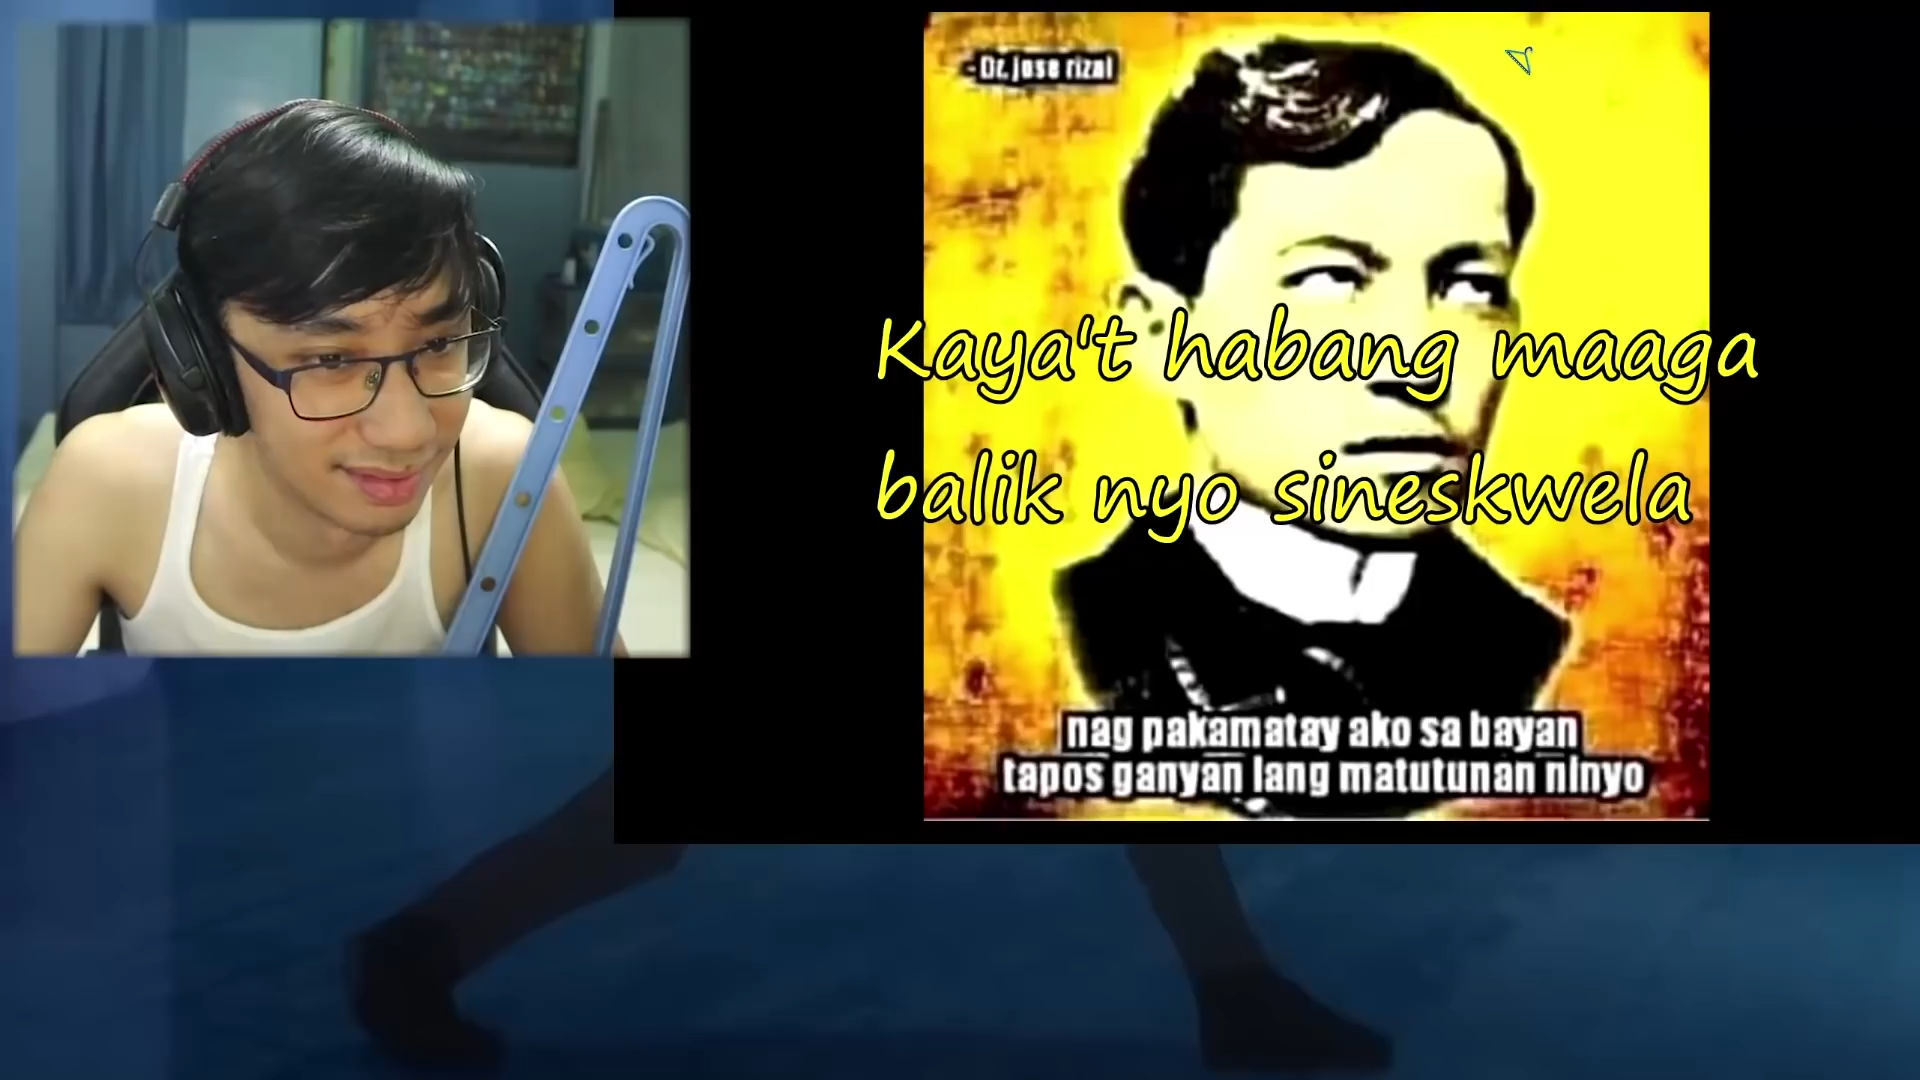 - Dr. jose rizal
Kaya't habang maaga
balik nyo sineskwela
nag pakamatay ako sa bayan
tapos ganyan lang matutunan ninyo